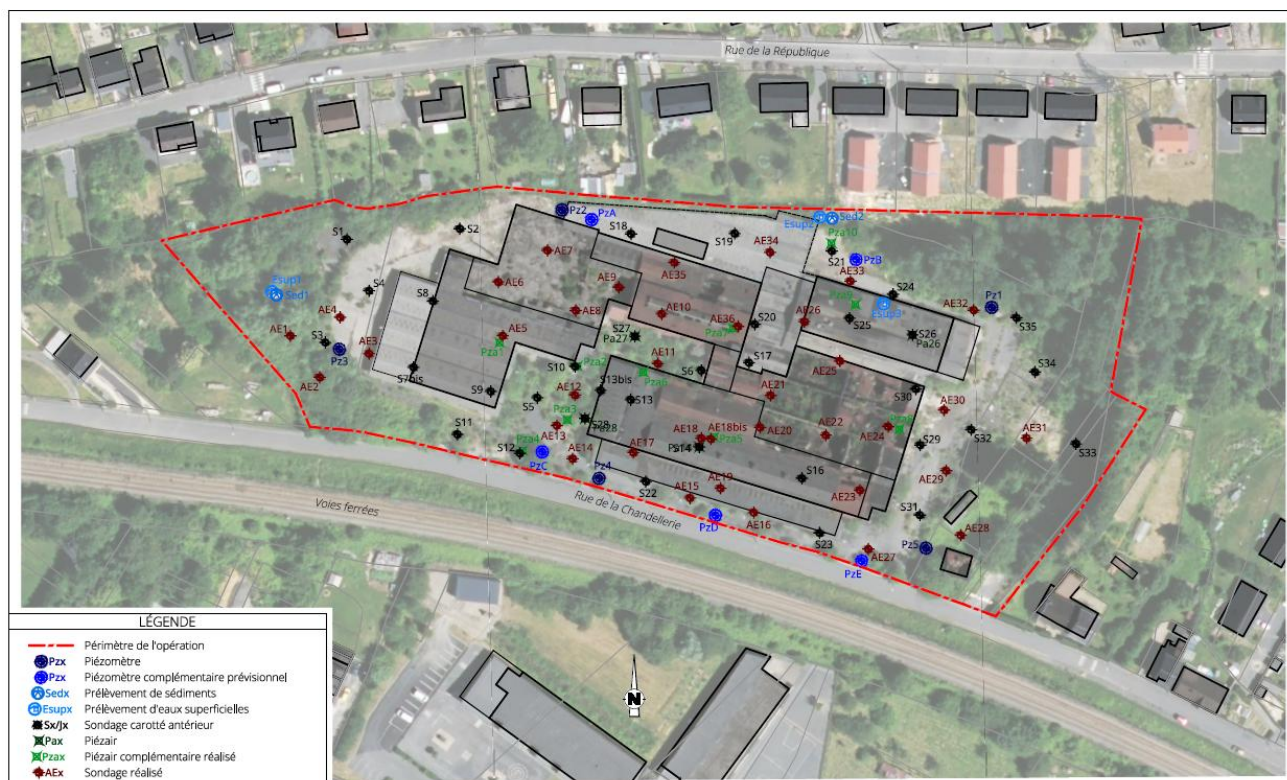 Rue de la République
Pz2
PzA
Esup2
Sed2
S1
S2
S18
S19
Pza10
AE34
S21
PzB
AE7
AE35
AE33
Esup1
Sed1
S4
S8
AE6
AE9
S24
AE4
AE8
AE10
AE36
S20
AE26
S25
Esup3
AE32
Pz1
S35
AE1
S3
AE5
S27
Pa27
Pza7
S26
Pa26
Pz3
AE3
Pza1
AE2
S7bis
S10
Pza2
AE11
Pza6
S6
S17
AE25
S34
S9
S5
AE12
S13bis
S13
AE21
S30
Pza3
S28
Pa28
AE30
S11
AE13
AE18
AE18bis
Pza5
AE20
AE22
AE24
S29
S32
AE31
S33
S12
Pza4
PzC
AE14
AE17
S14
Pz4
S22
AE15
AE19
S16
AE23
AE29
Voies ferrées
Rue de la Chandellerie
PzD
AE16
S23
S31
AE28
Pz5
AE27
PzE
LÉGENDE
Périmètre de l'opération
Pzx Piézomètre
Pzx Piézomètre complémentaire prévisionnel
Sedx Prélèvement de sédiments
Esupx Prélèvement d'eaux superficielles
Sx/Jx Sondage carotté antérieur
Pax Piézair
Pzax Piézair complémentaire réalisé
AEx Sondage réalisé
N